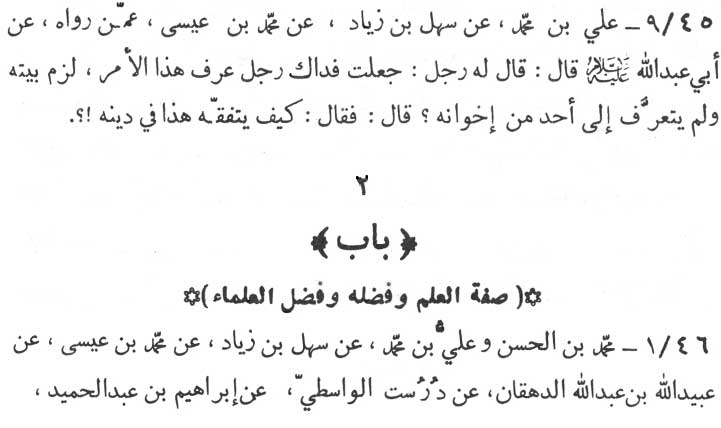 ٩/٤٥ ـ علي بن محمّد ، عن سهل بن زياد ، عن محمّد بن عيسى ، عمّن رواه ، عن
أبي عبدالله عليه السلام قال : قال له رجل : جعلت فداك رجل عرف هذا الأمر ، لزم بيته
ولم يتعرَّف إلى أحد من إخوانه ؟ قال : فقال : كيف يتفقّه هذا في دينه !؟.
٢
﴿ باب ﴾
۞( صفة العلم وفضله وفضل العلماء )۞
١/٤٦ ـ محمّد بن الحسن وعليُّ بن محمّد ، عن سهل بن زياد ، عن محمّد بن عيسى ، عن
عبيدالله بن عبدالله الدهقان، عن دُرُست الواسطيّ، عن إبراهيم بن عبدالحميد ،